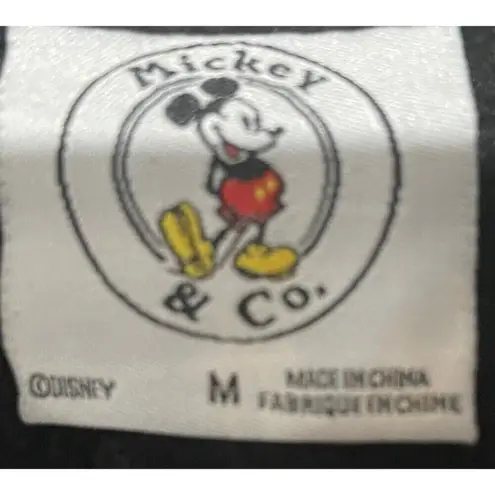 Mickey
& Co.
©DISNEY M MADE IN CHINA
FABRIQUE EN CHINE